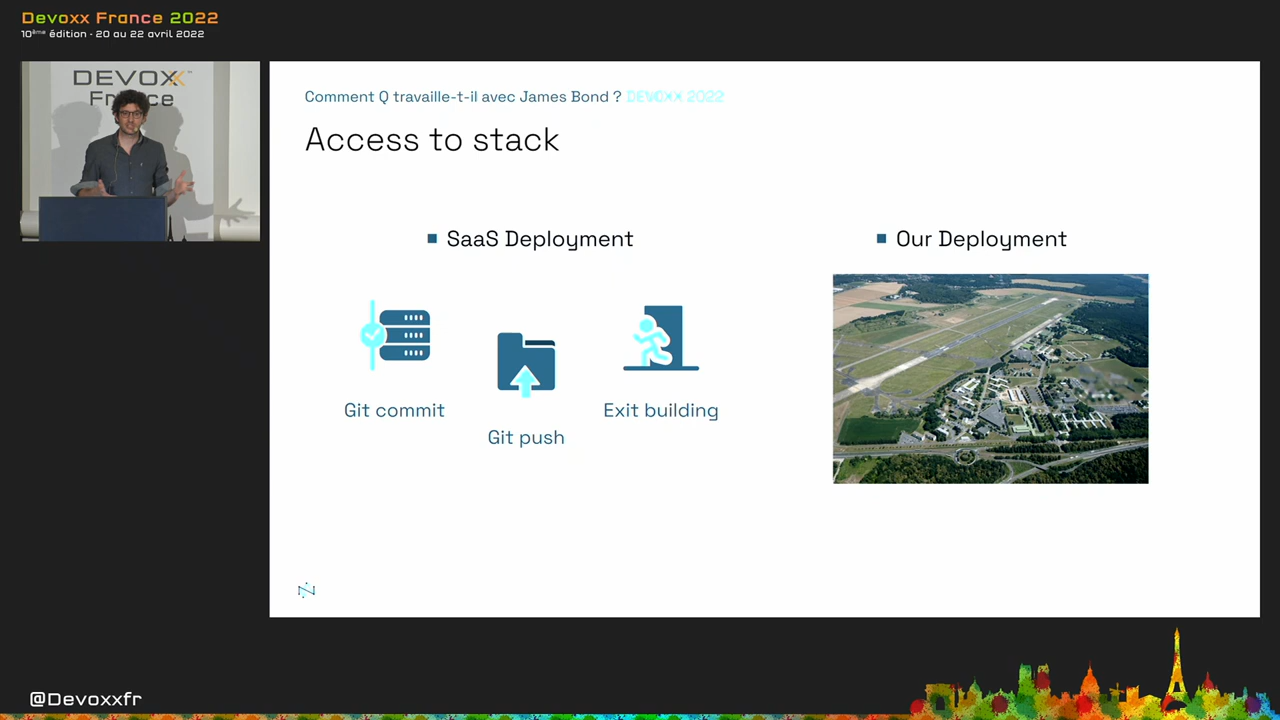 Devoxx France 2022
10ème édition · 20 au 22 avril 2022
DEVOXX
France
Comment Q travaille-t-il avec James Bond ? DEVOXX 2022
Access to stack
SaaS Deployment
Our Deployment
Git commit
Git push
Exit building
@Devoxxfr